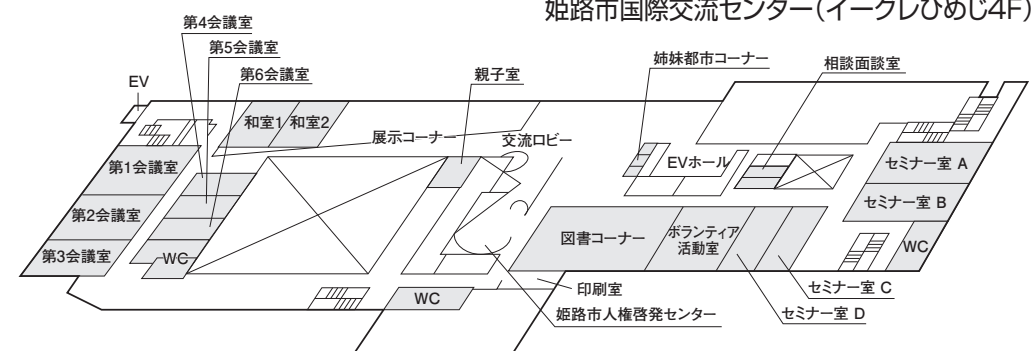 姫路市国際交流センター（イーグレひめじ4F）
第4会議室
第5会議室
第6会議室
EV
和室1
和室2
展示コーナー
親子室
交流ロビー
姉妹都市コーナー
相談面談室
EVホール
第1会議室
第2会議室
第3会議室
WC
WC
図書コーナー
ボランティア
活動室
セミナー室 A
セミナー室 B
WC
セミナー室 C
セミナー室 D
印刷室
姫路市人権啓発センター